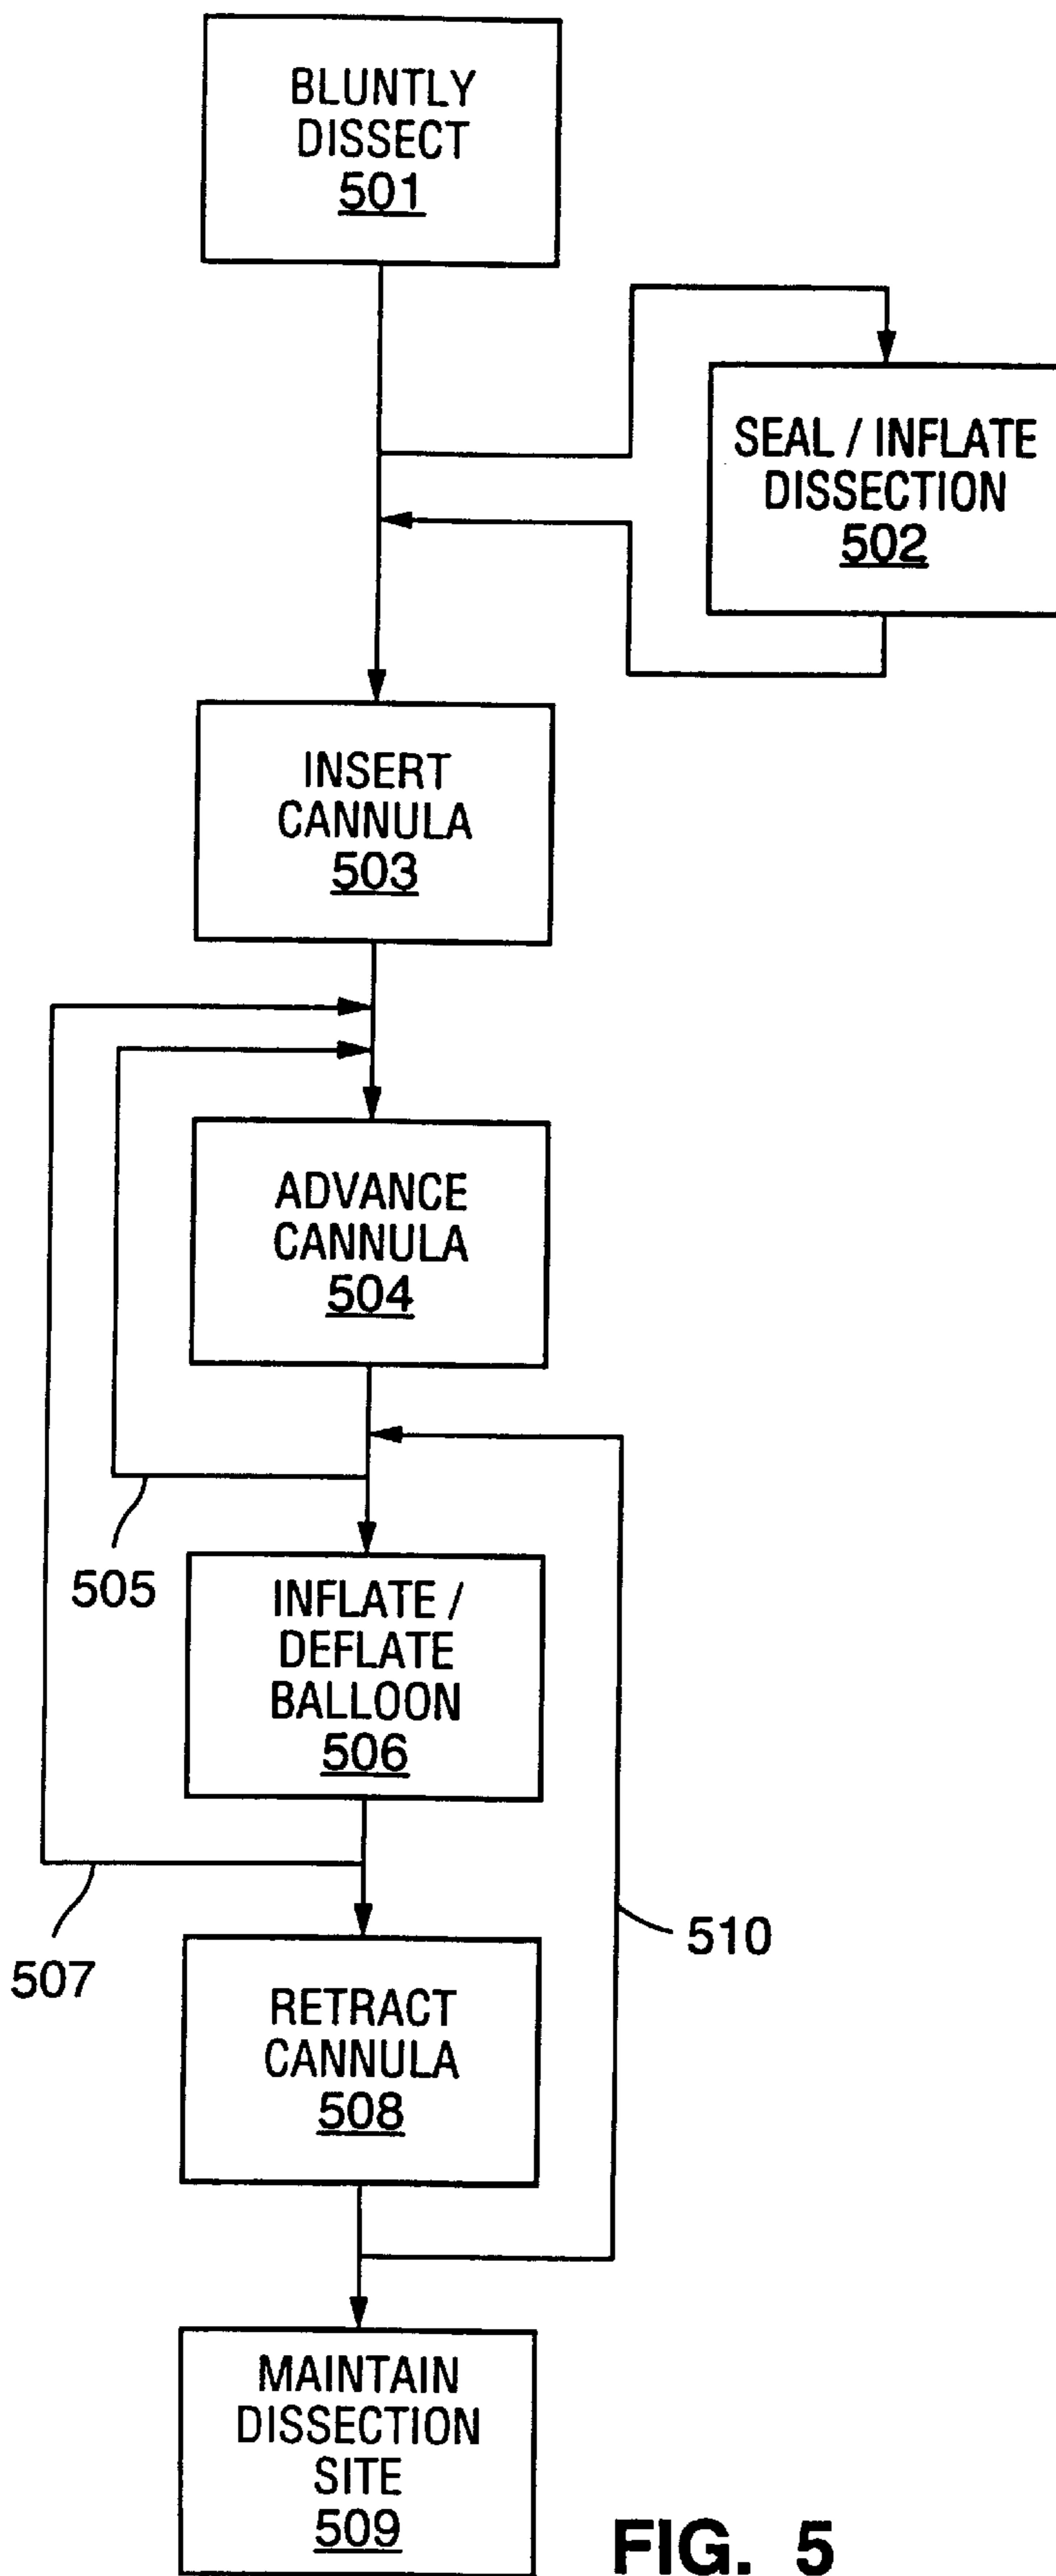 BLUNTLY
DISSECT
501
SEAL / INFLATE
DISSECTION
502
INSERT
CANNULA
503
ADVANCE
CANNULA
504
505
INFLATE /
DEFLATE
BALLOON
506
507
510
RETRACT
CANNULA
508
MAINTAIN
DISSECTION
SITE
509
FIG. 5